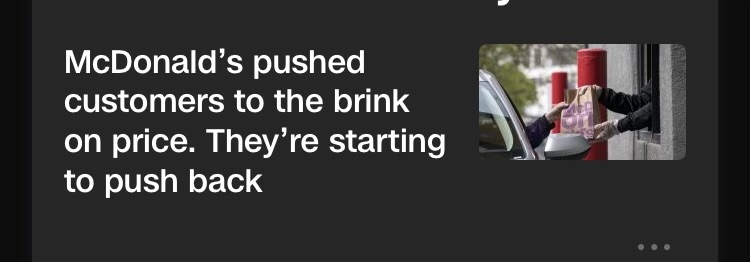 McDonald’s pushed
customers to the brink
on price. They’re starting
to push back